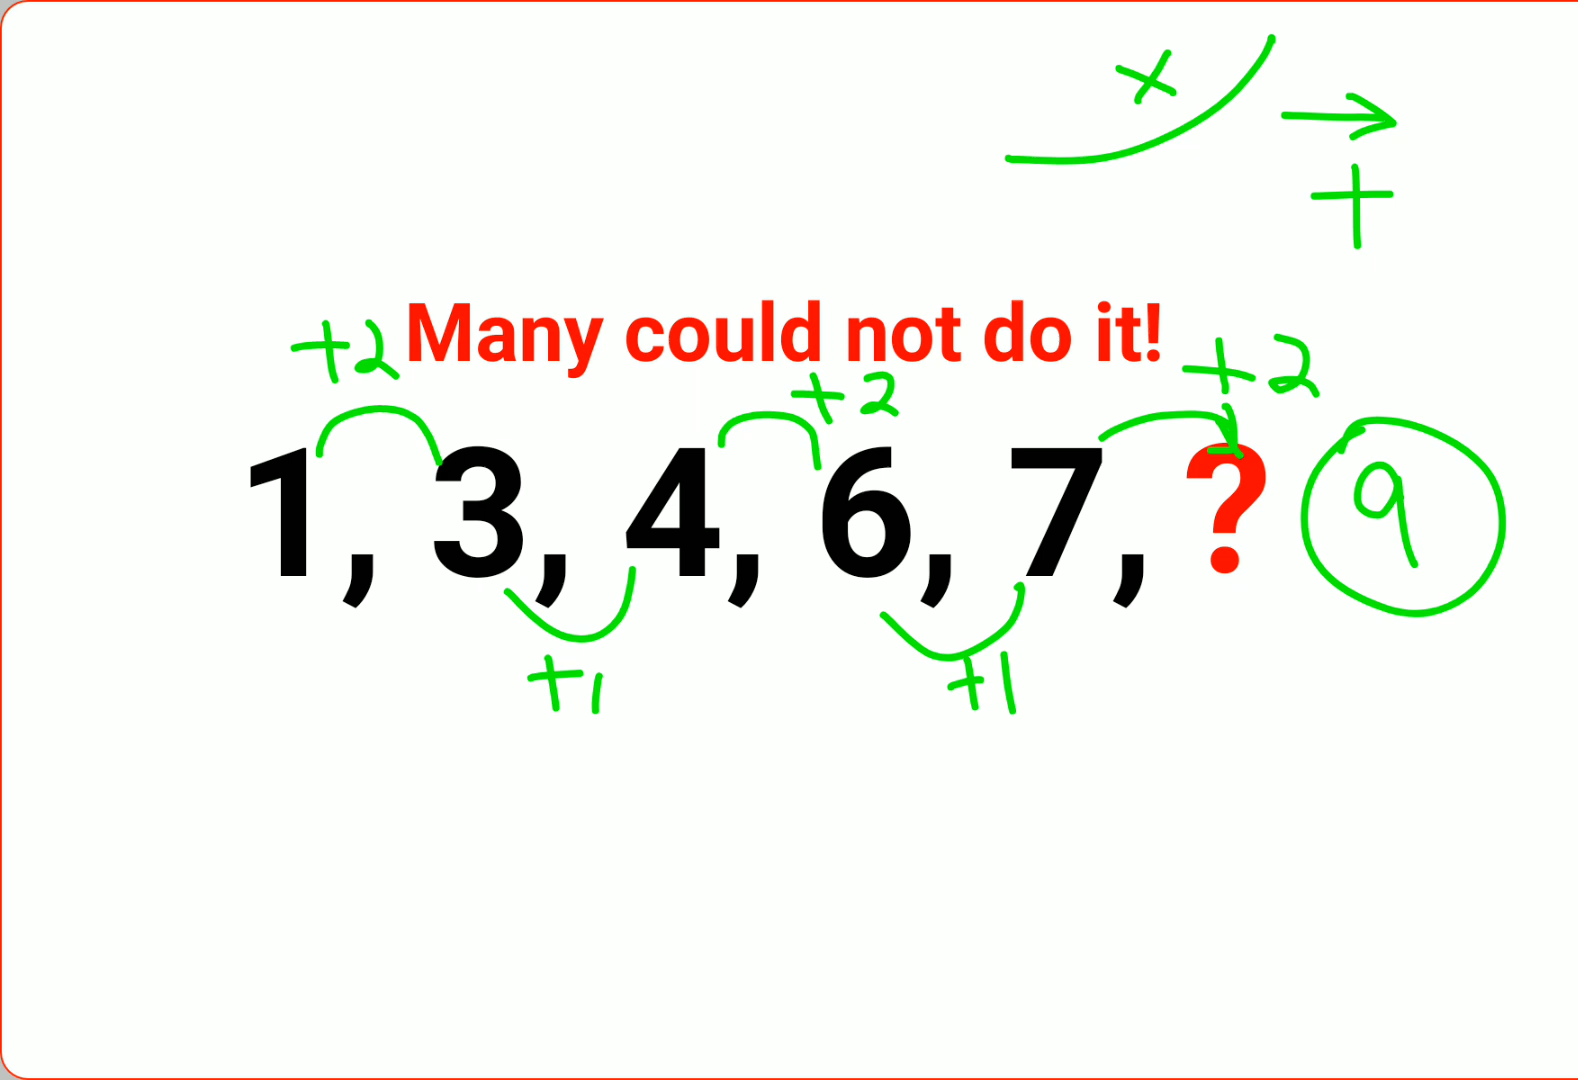 ×
+
Many could not do it!
+2 +2 +2
1, 3, 4, 6, 7, ? 9
+1 +1